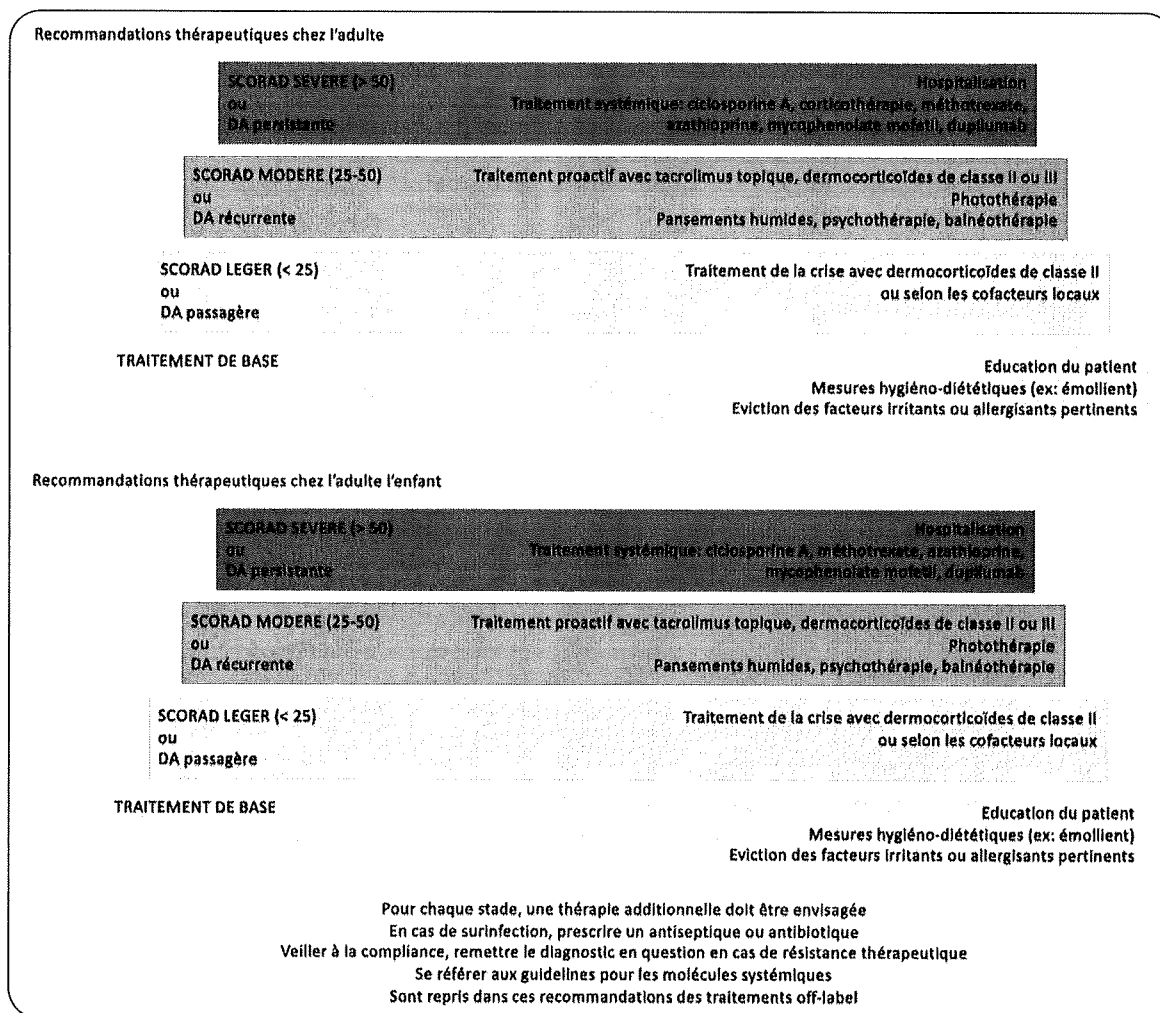 Recommandations thérapeutiques chez l'adulte
SCORAD SEVERE (> 50) Hospitalisation
ou Traitement systémique: ciclosporine A, corticothérapie, méthotrexate,
DA persistante azathioprine, mycophenolate mofetil, dupilumab
SCORAD MODERE (25-50) Traitement proactif avec tacrolimus topique, dermocorticoïdes de classe II ou III
ou Photothérapie
DA récurrente Pansements humides, psychothérapie, balnéothérapie
SCORAD LEGER (< 25) Traitement de la crise avec dermocorticoïdes de classe II
ou ou selon les cofacteurs locaux
DA passagère
TRAITEMENT DE BASE Education du patient
Mesures hygiéno-diététiques (ex: émollient)
Eviction des facteurs irritants ou allergisants pertinents
Recommandations thérapeutiques chez l'adulte l'enfant
SCORAD SEVERE (> 50) Hospitalisation
ou Traitement systémique: ciclosporine A, méthotrexate, azathioprine,
DA persistante mycophenolate mofetil, dupilumab
SCORAD MODERE (25-50) Traitement proactif avec tacrolimus topique, dermocorticoïdes de classe II ou III
ou Photothérapie
DA récurrente Pansements humides, psychothérapie, balnéothérapie
SCORAD LEGER (< 25) Traitement de la crise avec dermocorticoïdes de classe II
ou ou selon les cofacteurs locaux
DA passagère
TRAITEMENT DE BASE Education du patient
Mesures hygiéno-diététiques (ex: émollient)
Eviction des facteurs irritants ou allergisants pertinents
Pour chaque stade, une thérapie additionnelle doit être envisagée
En cas de surinfection, prescrire un antiseptique ou antibiotique
Veiller à la compliance, remettre le diagnostic en question en cas de résistance thérapeutique
Se référer aux guidelines pour les molécules systémiques
Sont repris dans ces recommandations des traitements off-label